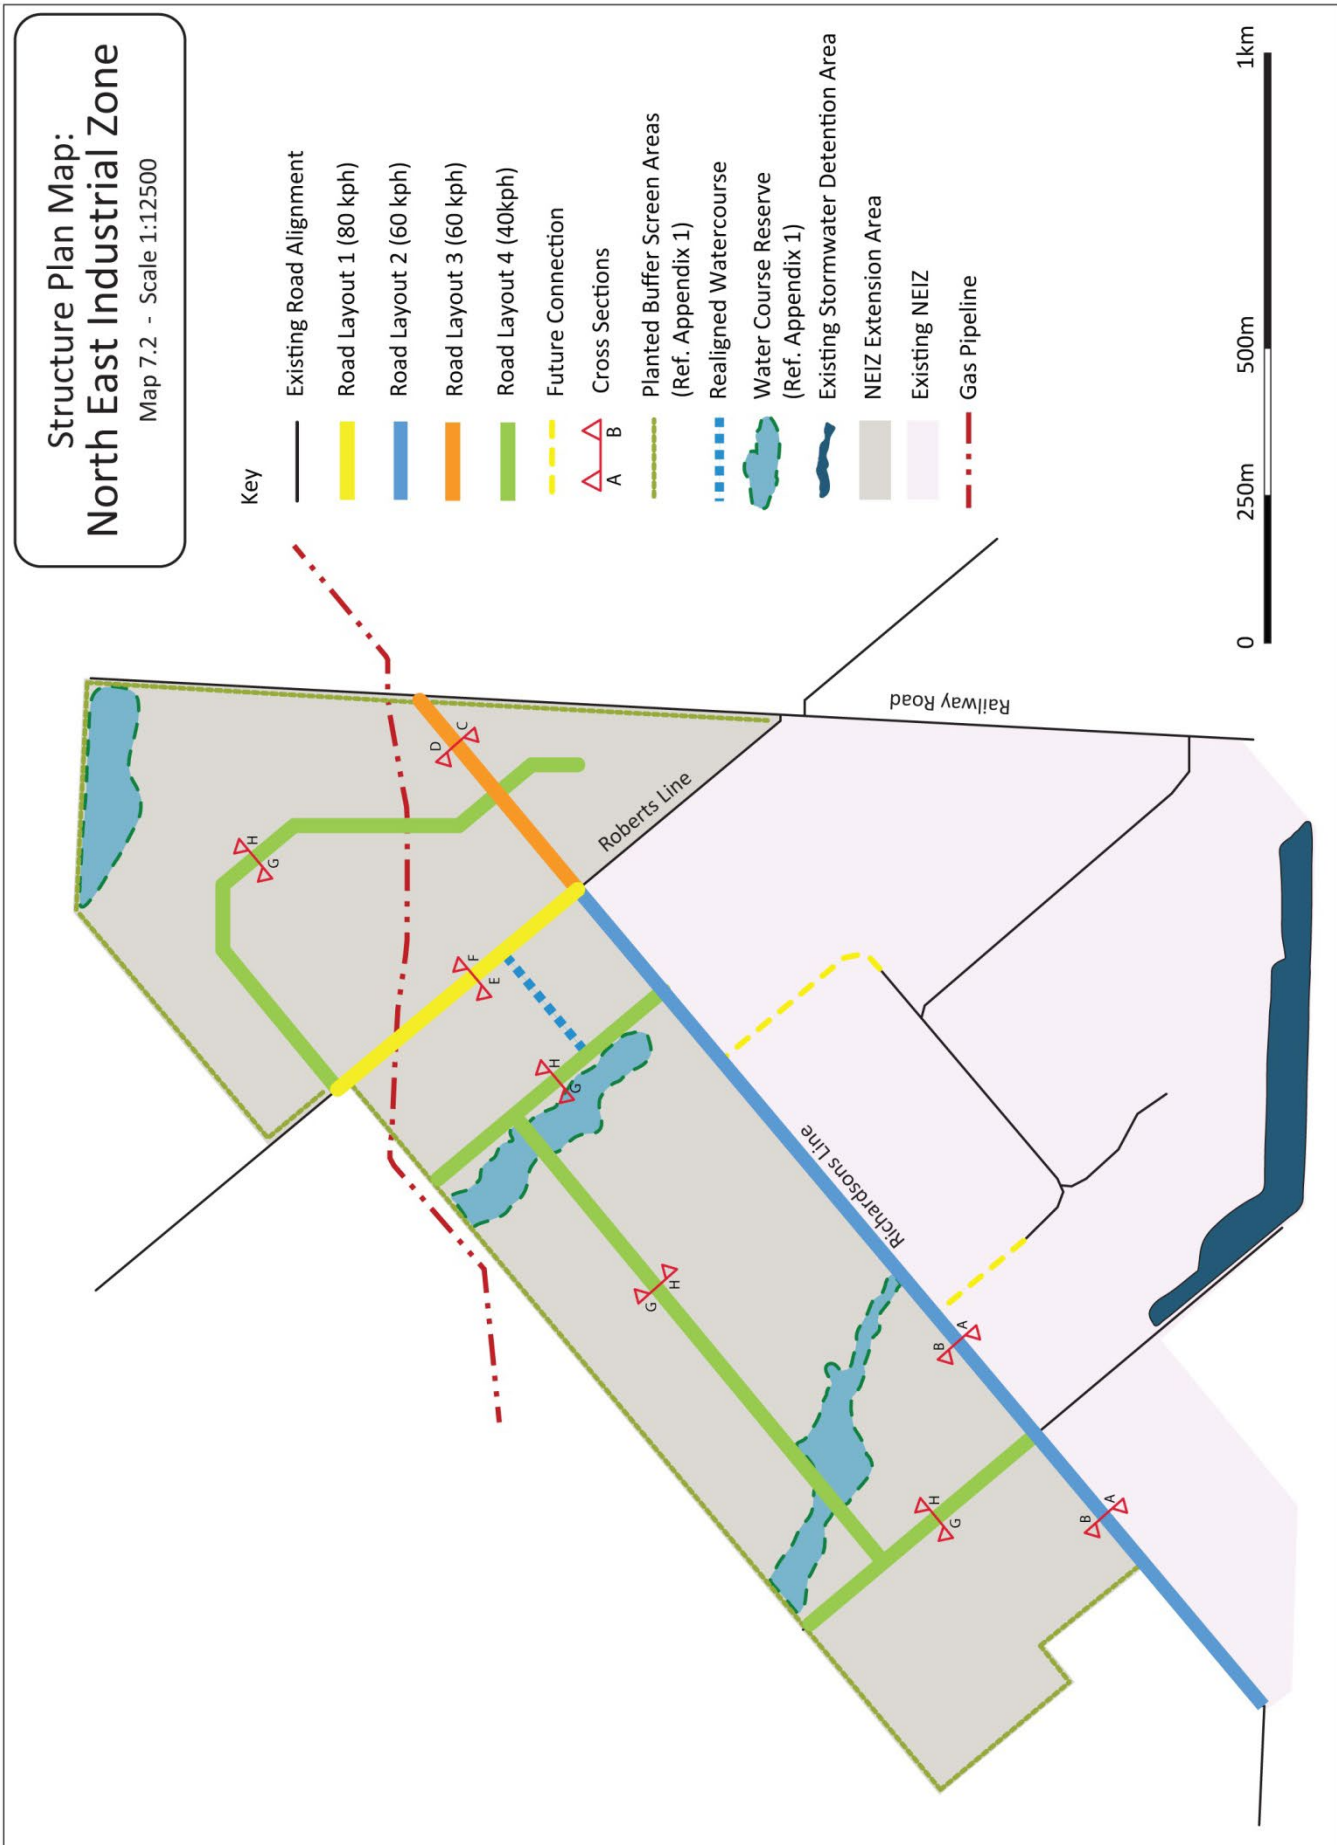 Structure Plan Map:
North East Industrial Zone
Map 7.2 - Scale 1:12500
Key
Existing Road Alignment
Road Layout 1 (80 kph)
Road Layout 2 (60 kph)
Road Layout 3 (60 kph)
Road Layout 4 (40kph)
Future Connection
A B
Cross Sections
Planted Buffer Screen Areas
(Ref. Appendix 1)
Realigned Watercourse
Water Course Reserve
(Ref. Appendix 1)
Existing Stormwater Detention Area
NEIZ Extension Area
Existing NEIZ
Gas Pipeline
0 250m 500m 1km
Railway Road
Roberts Line
Richardsons Line
D C
G H
E F
G H
G H
B A
G H
B A